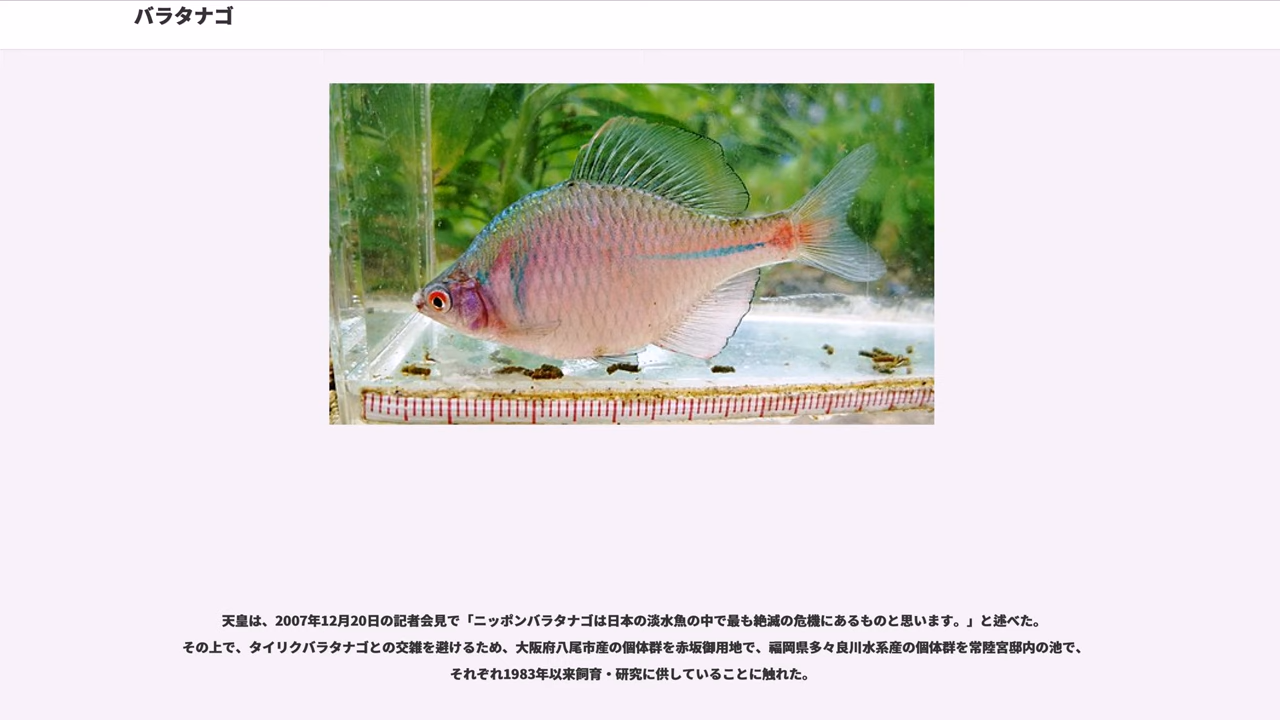 バラタナゴ
天皇は、2007年12月20日の記者会見で「ニッポンバラタナゴは日本の淡水魚の中で最も絶滅の危機にあるものと思います。」と述べた。
その上で、タイリクバラタナゴとの交雑を避けるため、大阪府八尾市産の個体群を赤坂御用地で、福岡県多々良川水系産の個体群を常陸宮邸内の池で、
それぞれ1983年以来飼育・研究に供していることに触れた。